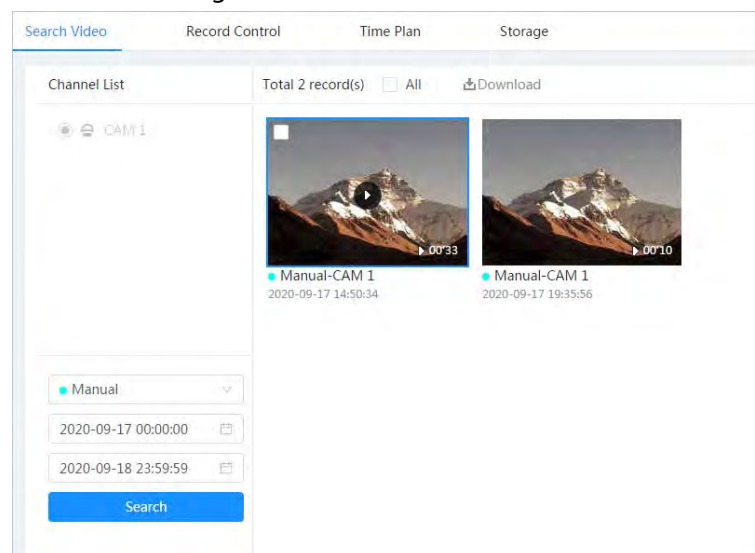 Search Video Record Control Time Plan Storage
Channel List
Total 2 record(s) All Download
CAM 1
00'33
00'10
Manual-CAM 1
2020-09-17 14:50:34
Manual-CAM 1
2020-09-17 19:35:56
Manual
2020-09-17 00:00:00
2020-09-18 23:59:59
Search